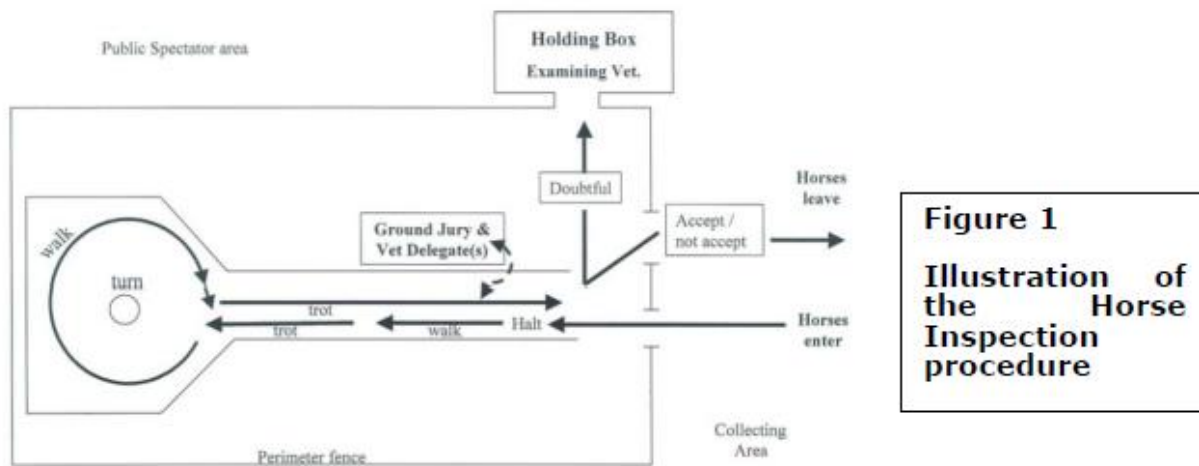 Public Spectator area
Holding Box
Examining Vet.
Doubtful
Horses
leave
Accept /
not accept
Ground Jury &
Vet Delegate(s)
walk
turn
trot
trot
walk
Halt
Horses
enter
Collecting
Area
Perimeter fence
Figure 1
Illustration of
the Horse
Inspection
procedure